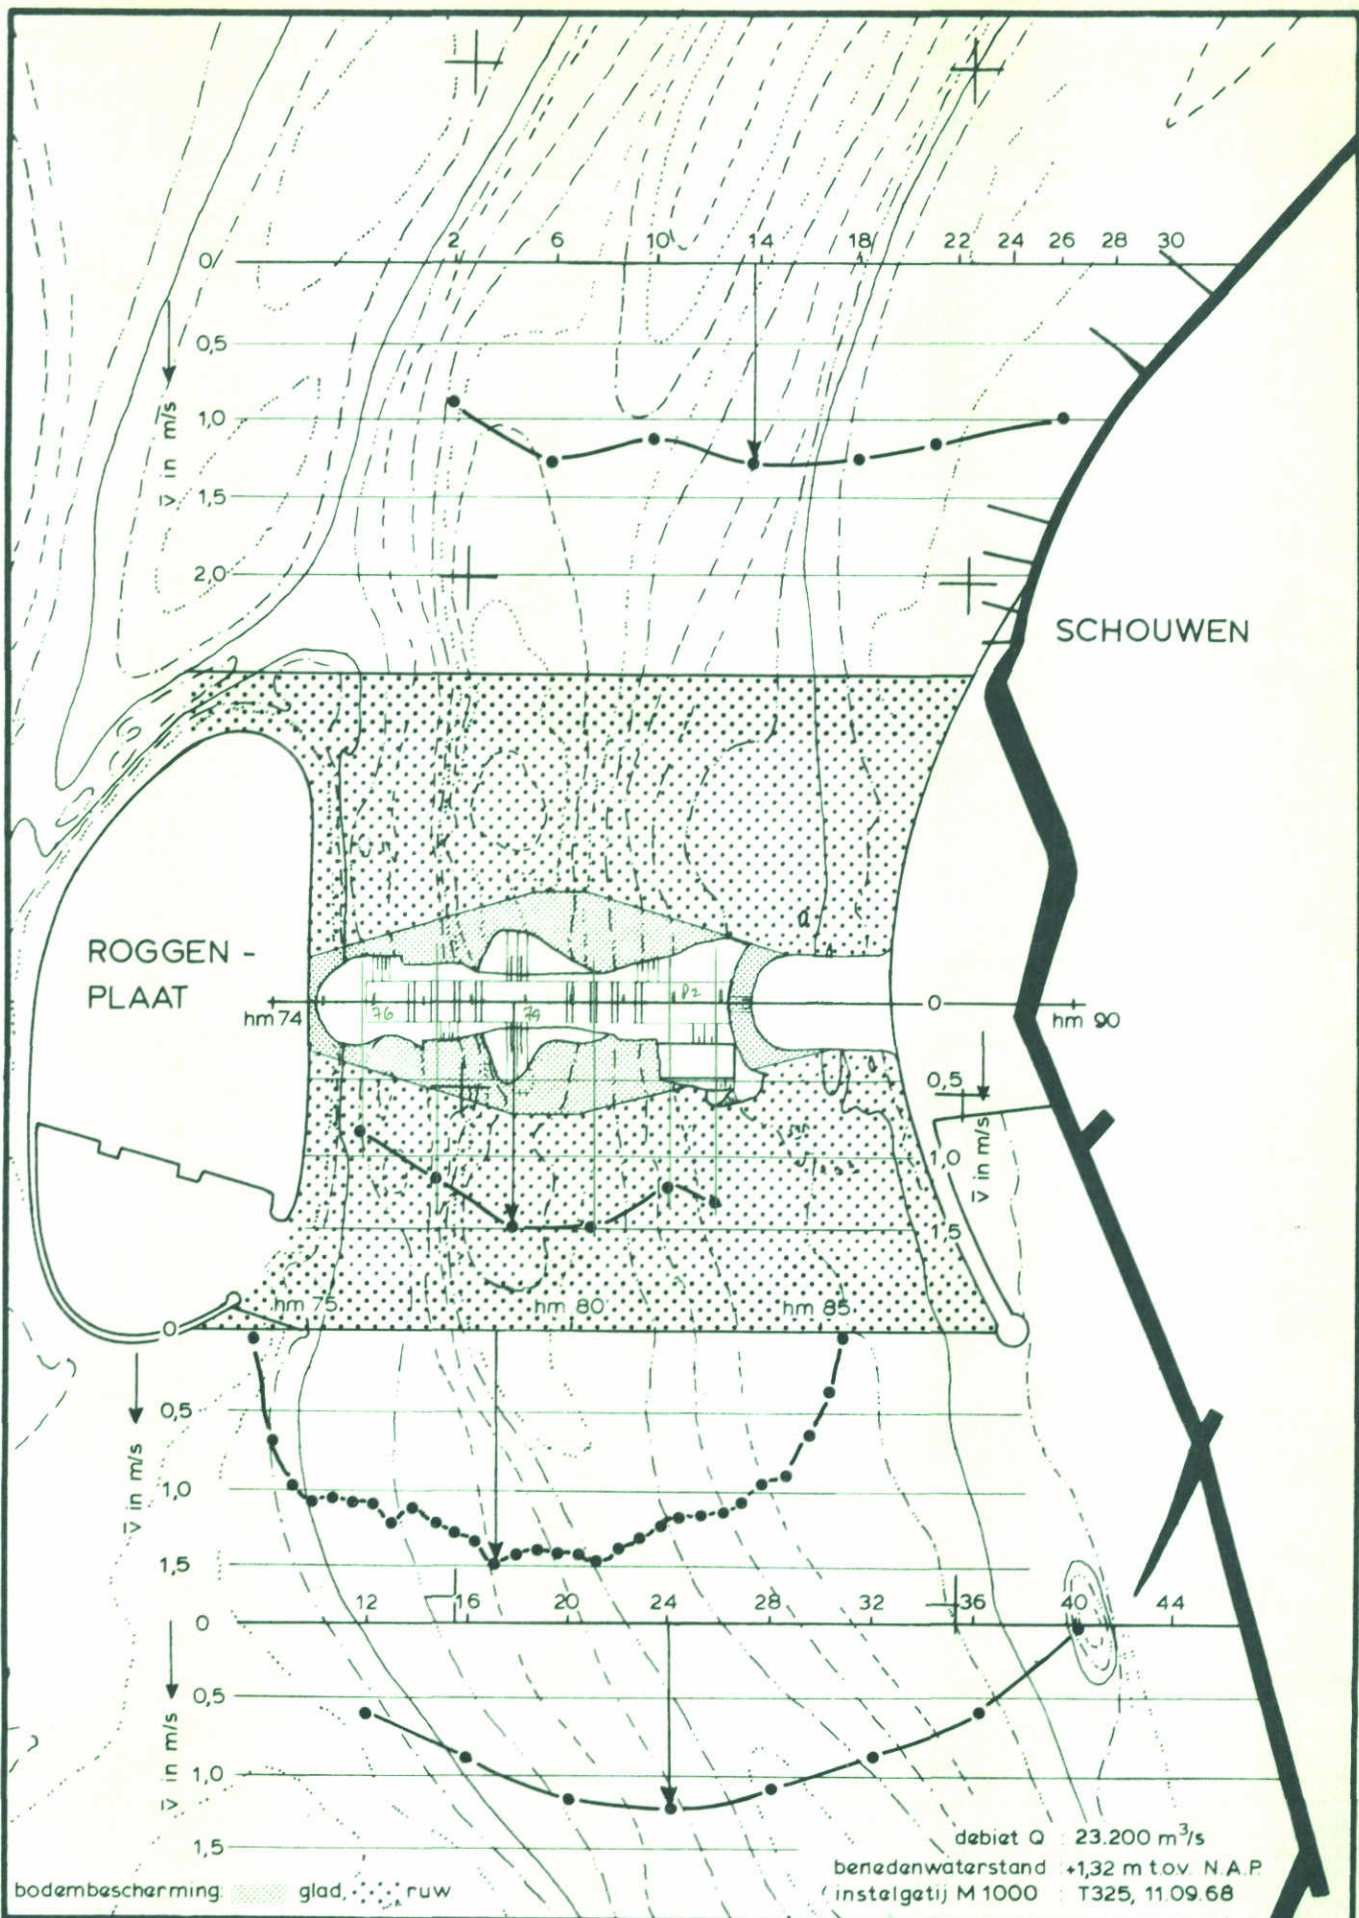 2 6 10 14 18 22 24 26 28 30
0
0,5
1,0
1,5
2,0
v̄ in m/s
SCHOUWEN
ROGGEN -
PLAAT
hm 74
76
79
82
0
hm 90
0,5
1,0
1,5
v̄ in m/s
hm 75 hm 80 hm 85
0
0,5
1,0
1,5
v̄ in m/s
12 16 20 24 28 32 36 40 44
0
0,5
1,0
1,5
v̄ in m/s
debiet Q : 23.200 m³/s
benedenwaterstand : +1,32 m t.o.v. N.A.P.
instelgetij M 1000 : T325, 11.09.68
bodembescherming: glad, ruw